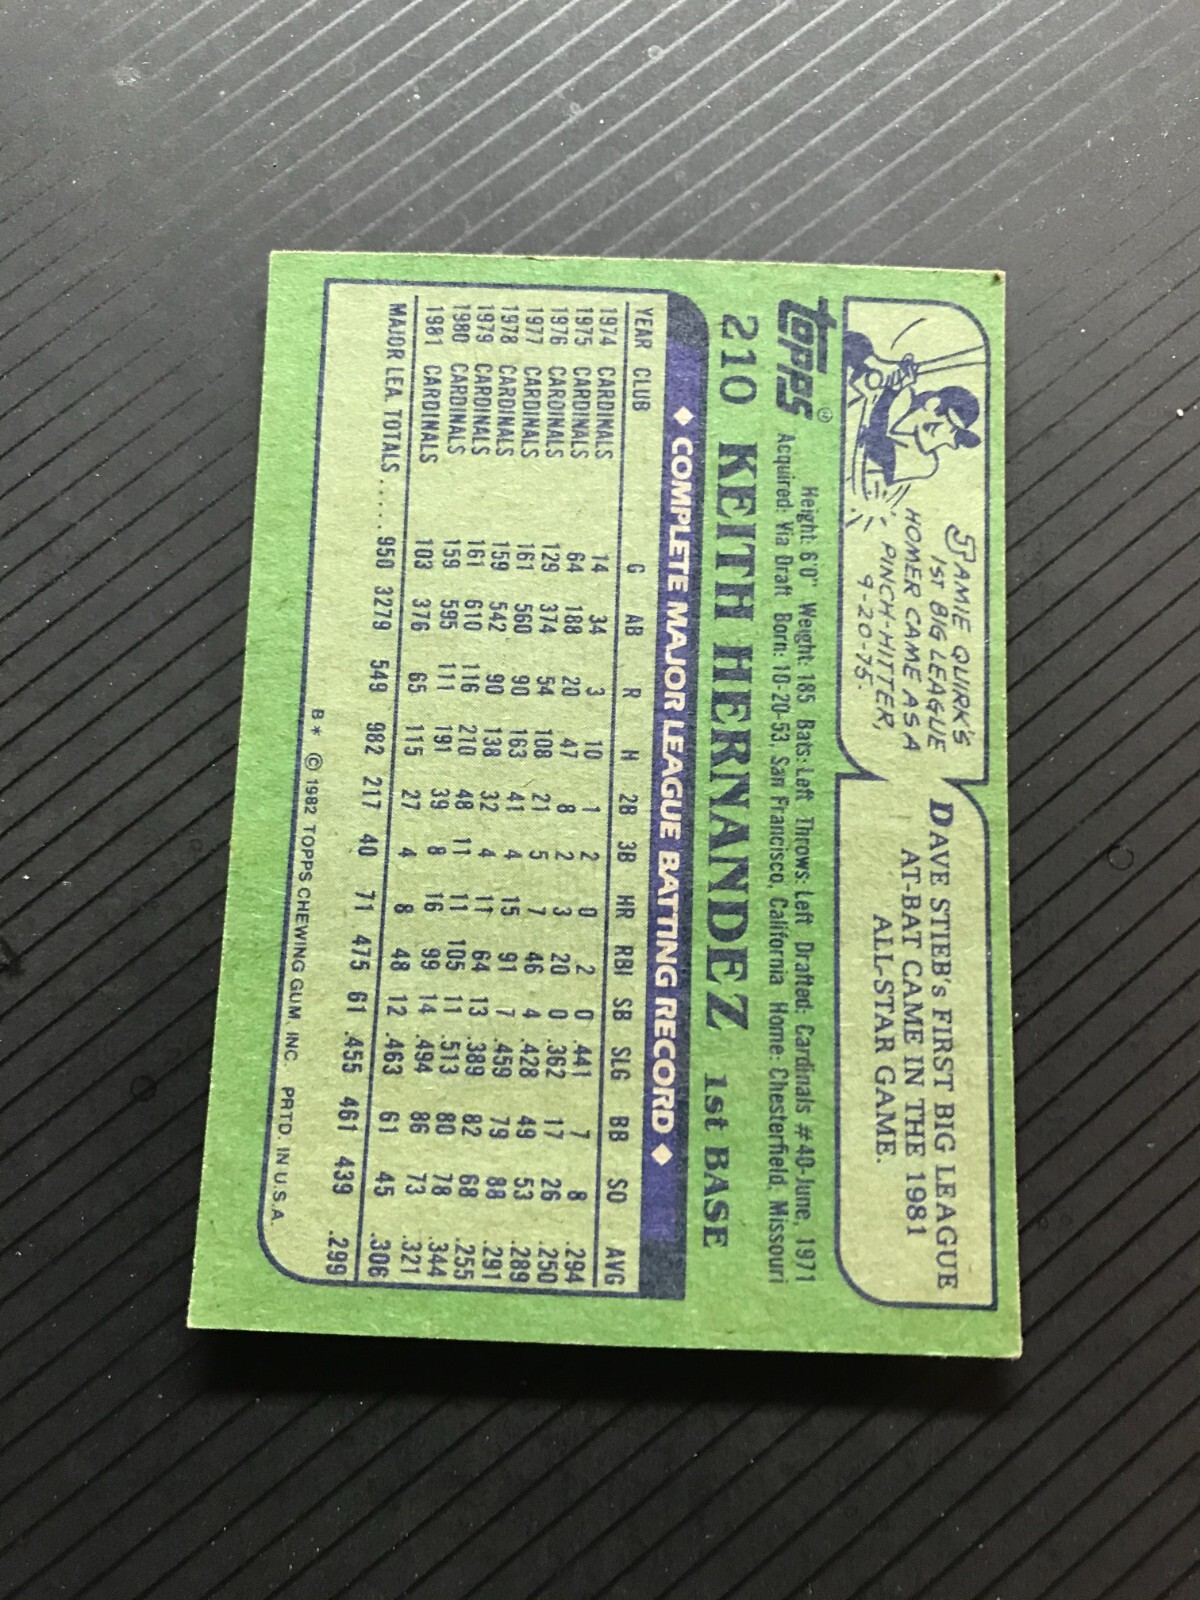 JAMIE QUIRK'S
1ST BIG LEAGUE
HOMER CAME AS A
PINCH-HITTER,
9-20-75.
DAVE STIEB's FIRST BIG LEAGUE
AT-BAT CAME IN THE 1981
ALL-STAR GAME.
topps®
Height: 6'0" Weight: 185 Bats: Left Throws: Left Drafted: Cardinals #40-June, 1971
Acquired: Via Draft Born: 10-20-53, San Francisco, California Home: Chesterfield, Missouri
210 KEITH HERNANDEZ 1st BASE
◆ COMPLETE MAJOR LEAGUE BATTING RECORD ◆
YEAR CLUB G AB R H 2B 3B HR RBI SB SLG BB SO AVG
1974 CARDINALS 14 34 3 10 1 2 0 2 0 .441 7 8 .294
1975 CARDINALS 64 188 20 47 8 2 3 20 0 .362 17 26 .250
1976 CARDINALS 129 374 54 108 21 5 7 46 4 .428 49 53 .289
1977 CARDINALS 161 560 90 163 41 4 15 91 7 .459 79 88 .291
1978 CARDINALS 159 542 90 138 32 4 11 64 13 .389 82 68 .255
1979 CARDINALS 161 610 116 210 48 11 11 105 11 .513 80 78 .344
1980 CARDINALS 159 595 111 191 39 8 16 99 14 .494 86 73 .321
1981 CARDINALS 103 376 65 115 27 4 8 48 12 .463 61 45 .306
MAJOR LEA. TOTALS..... 950 3279 549 982 217 40 71 475 61 .455 461 439 .299
B* © 1982 TOPPS CHEWING GUM, INC. PRTD. IN U.S.A.